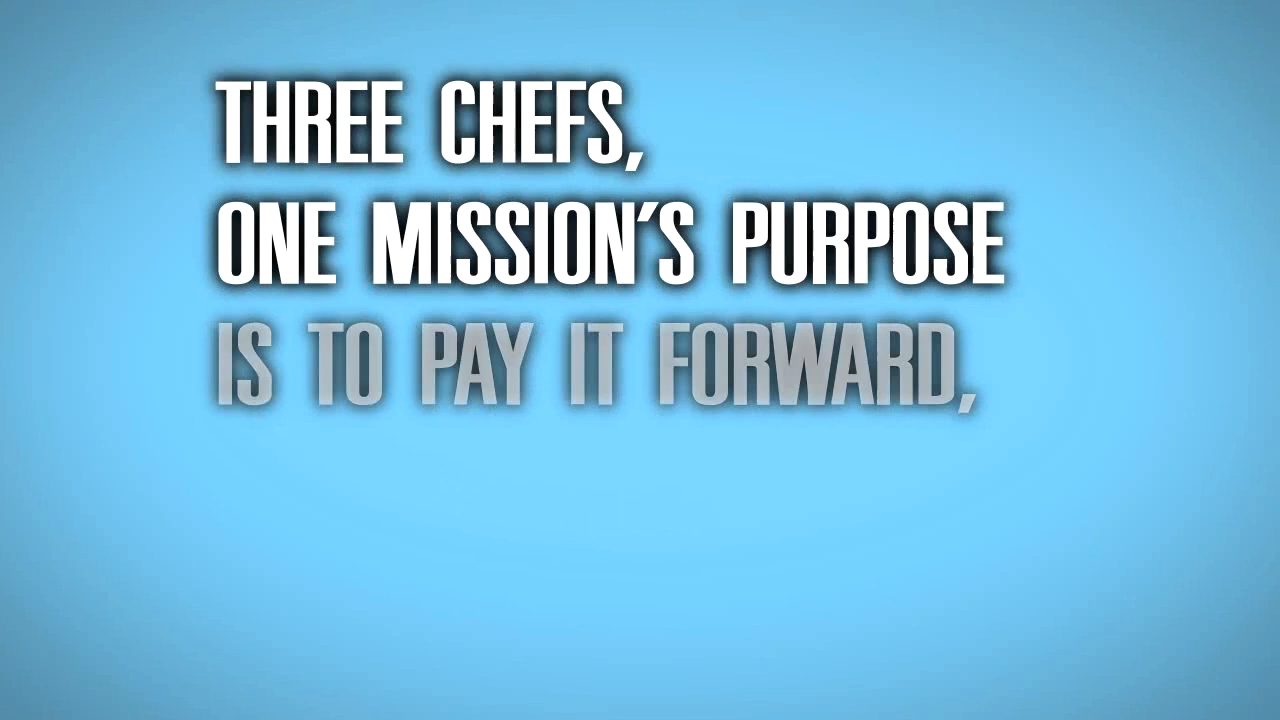 THREE CHEFS,
ONE MISSION'S PURPOSE
IS TO PAY IT FORWARD,